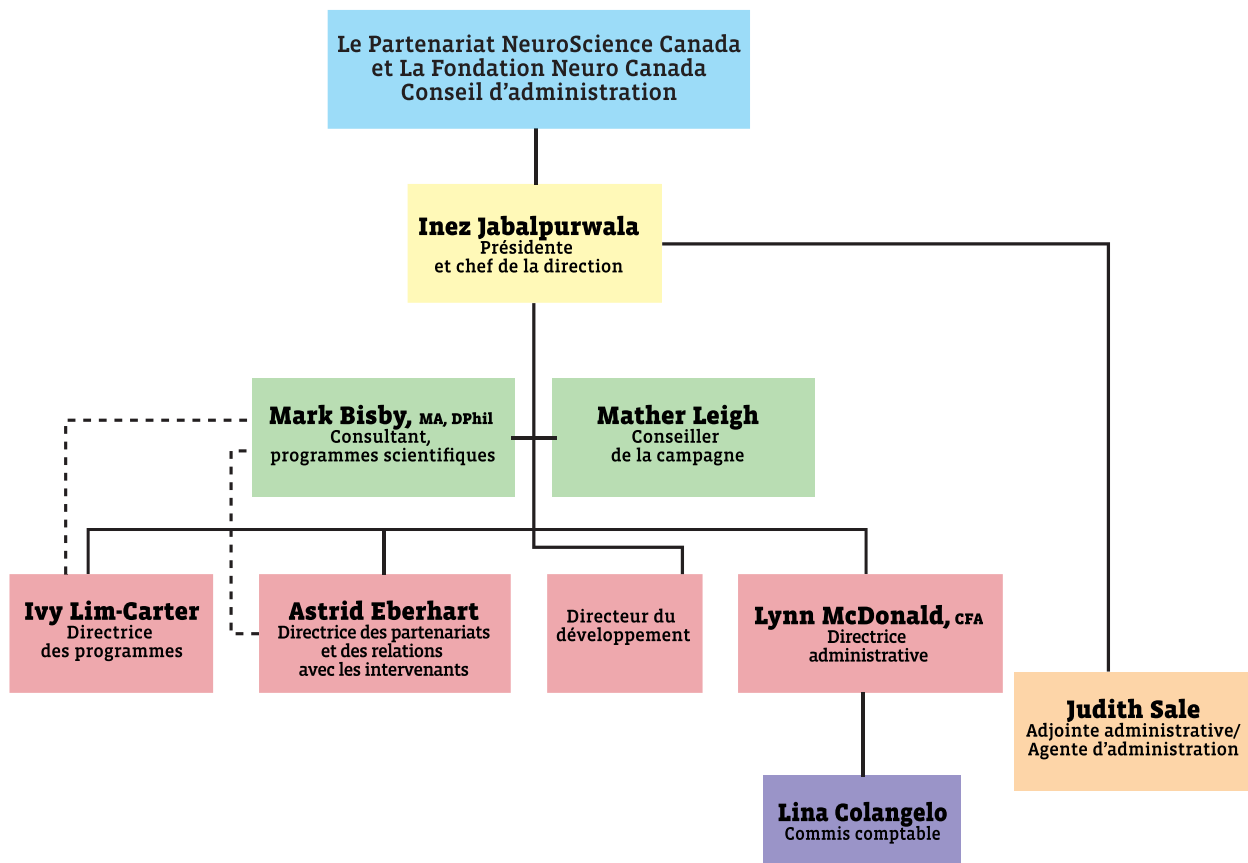 Le Partenariat NeuroScience Canada
et La Fondation Neuro Canada
Conseil d’administration
Inez Jabalpurwala
Présidente
et chef de la direction
Mark Bisby, MA, DPhil
Consultant,
programmes scientifiques
Mather Leigh
Conseiller
de la campagne
Ivy Lim-Carter
Directrice
des programmes
Astrid Eberhart
Directrice des partenariats
et des relations
avec les intervenants
Directeur du
développement
Lynn McDonald, CFA
Directrice
administrative
Judith Sale
Adjointe administrative/
Agente d’administration
Lina Colangelo
Commis comptable